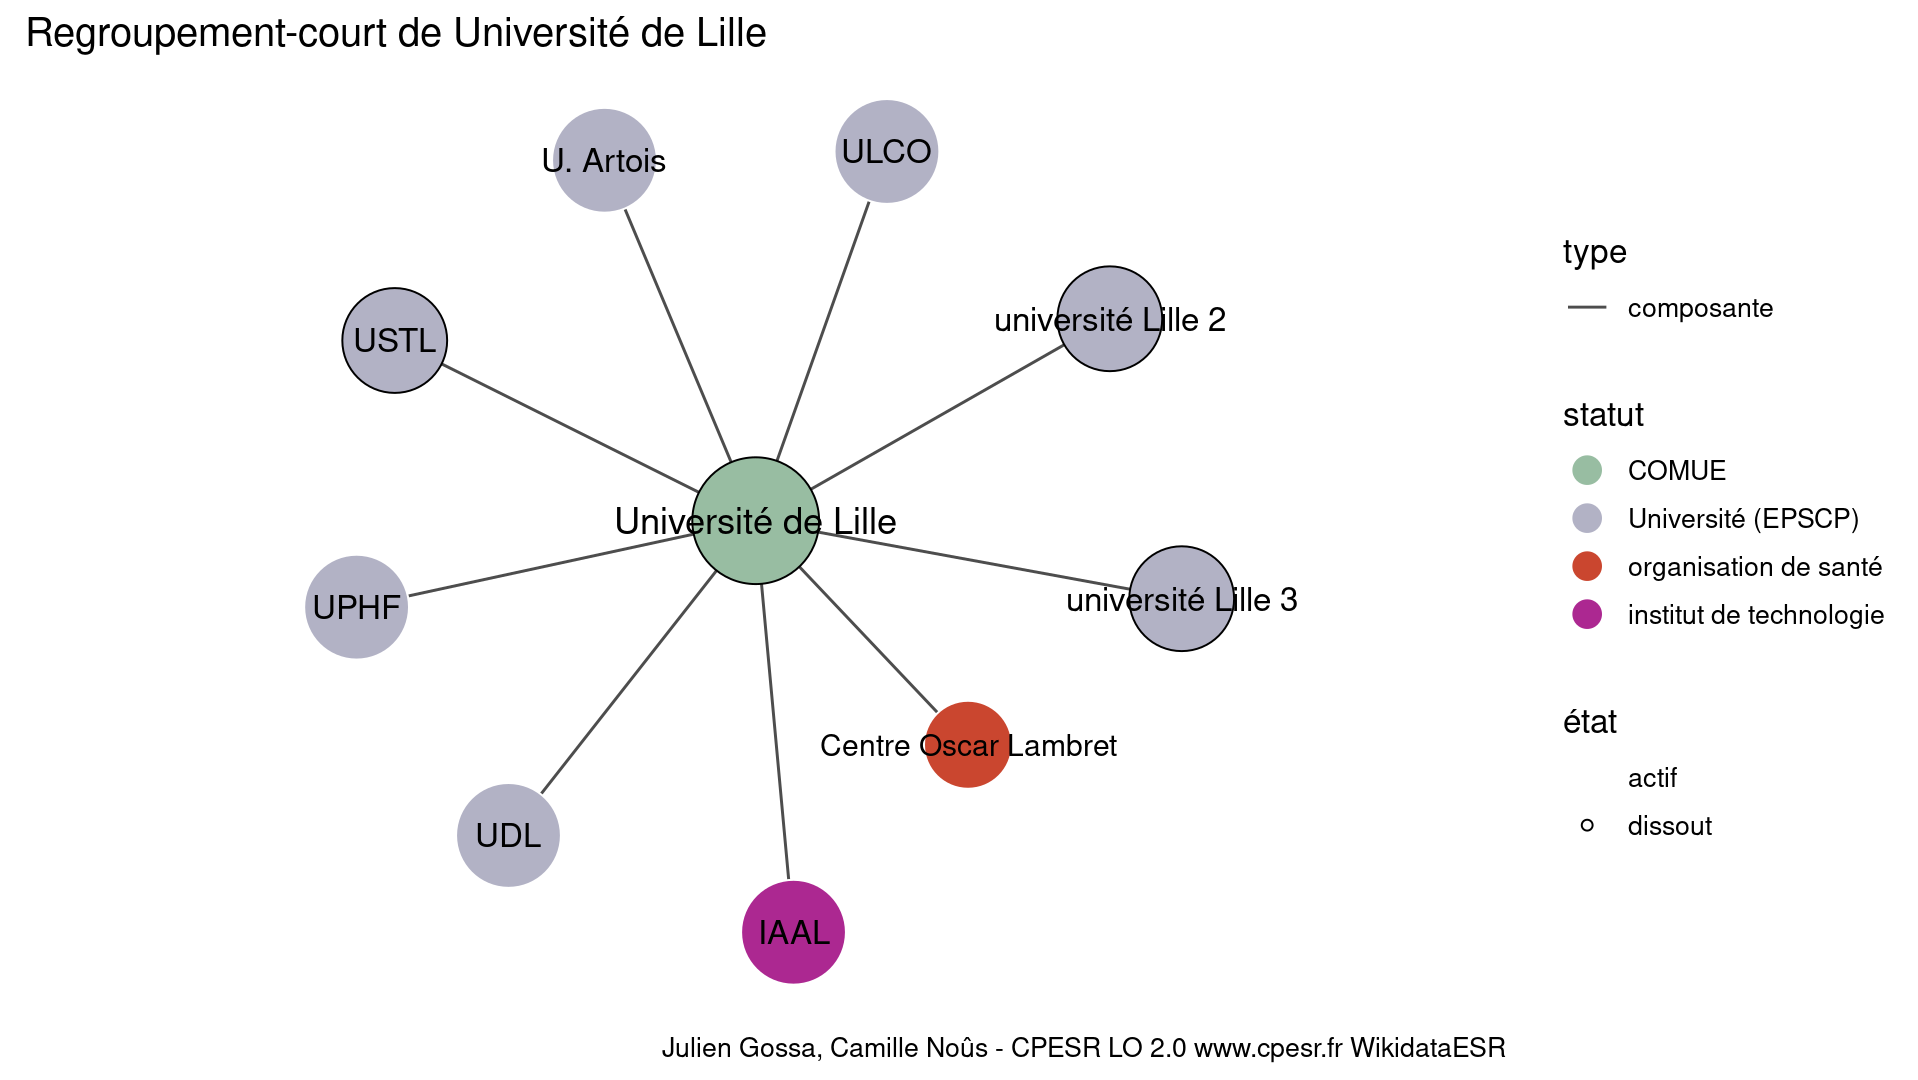 Regroupement-court de Université de Lille
U. Artois
ULCO
université Lille 2
USTL
Université de Lille
UPHF
université Lille 3
Centre Oscar Lambret
UDL
IAAL
type
composante
statut
COMUE
Université (EPSCP)
organisation de santé
institut de technologie
état
actif
dissout
Julien Gossa, Camille Noûs - CPESR LO 2.0 www.cpesr.fr WikidataESR